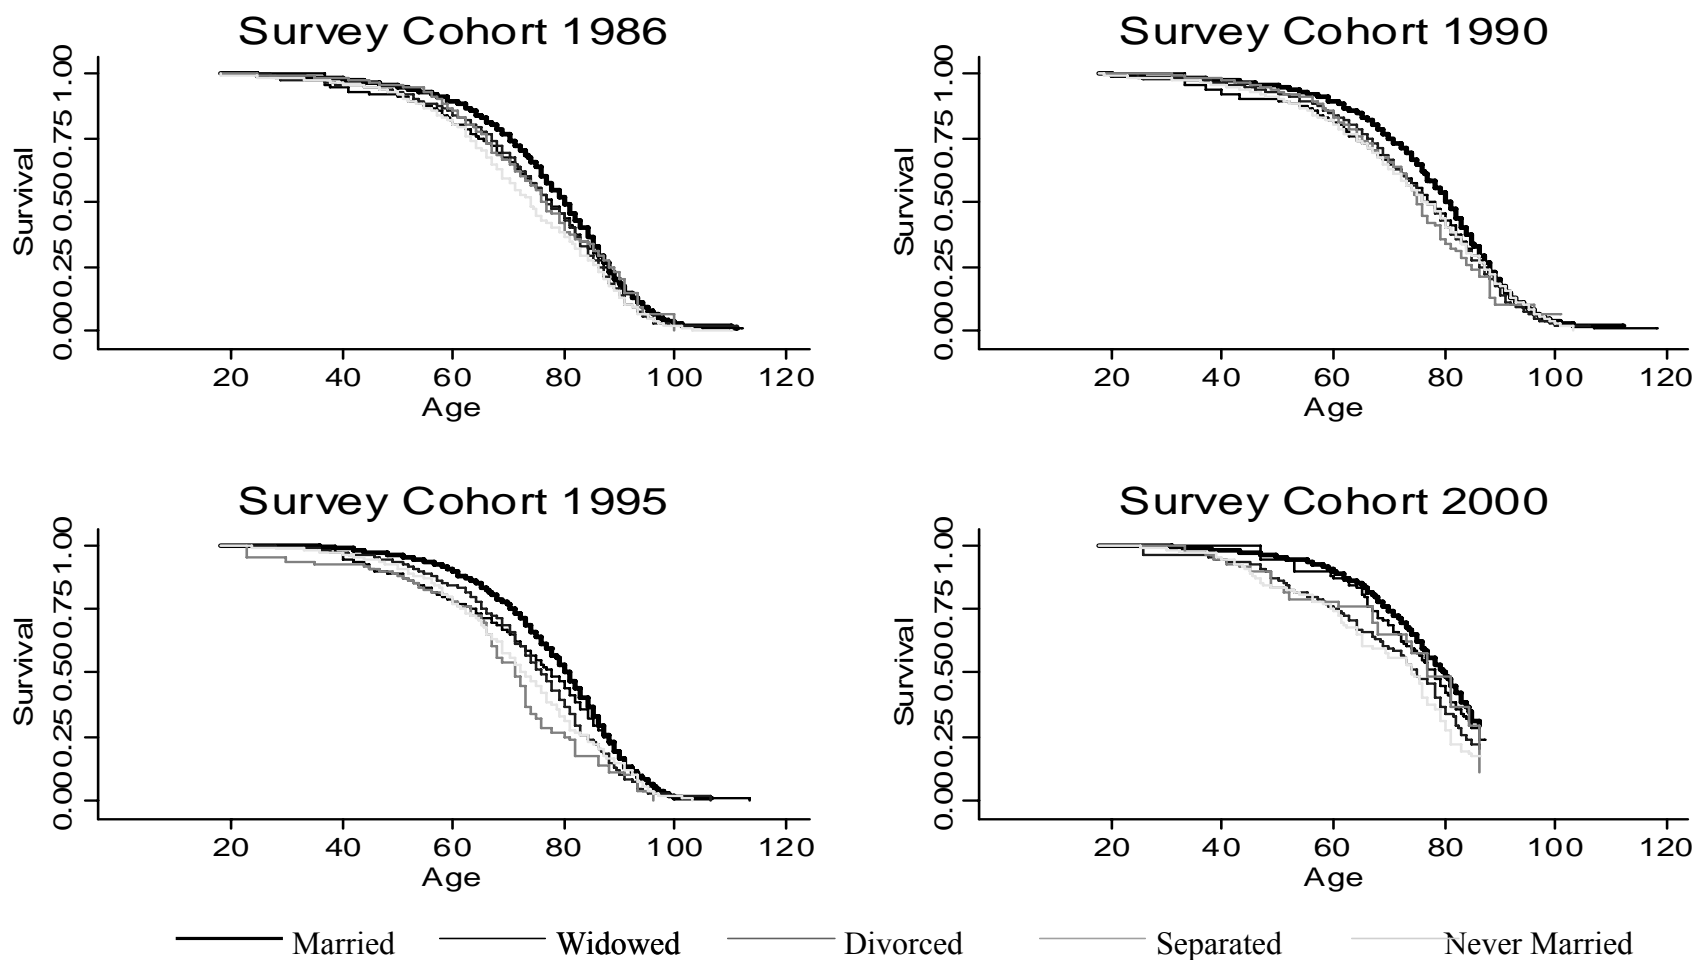 Survey Cohort 1986
Survival
0.00 0.25 0.50 0.75 1.00
20 40 60 80 100 120
Age
Survey Cohort 1990
Survival
0.00 0.25 0.50 0.75 1.00
20 40 60 80 100 120
Age
Survey Cohort 1995
Survival
0.00 0.25 0.50 0.75 1.00
20 40 60 80 100 120
Age
Survey Cohort 2000
Survival
0.00 0.25 0.50 0.75 1.00
20 40 60 80 100 120
Age
Married Widowed Divorced Separated Never Married